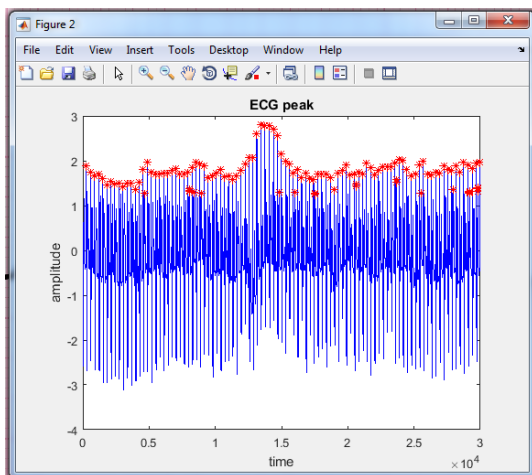 Figure 2
File Edit View Insert Tools Desktop Window Help
ECG peak
3
2
1
0
-1
-2
-3
-4
amplitude
0 0.5 1 1.5 2 2.5 3
time
×10^4